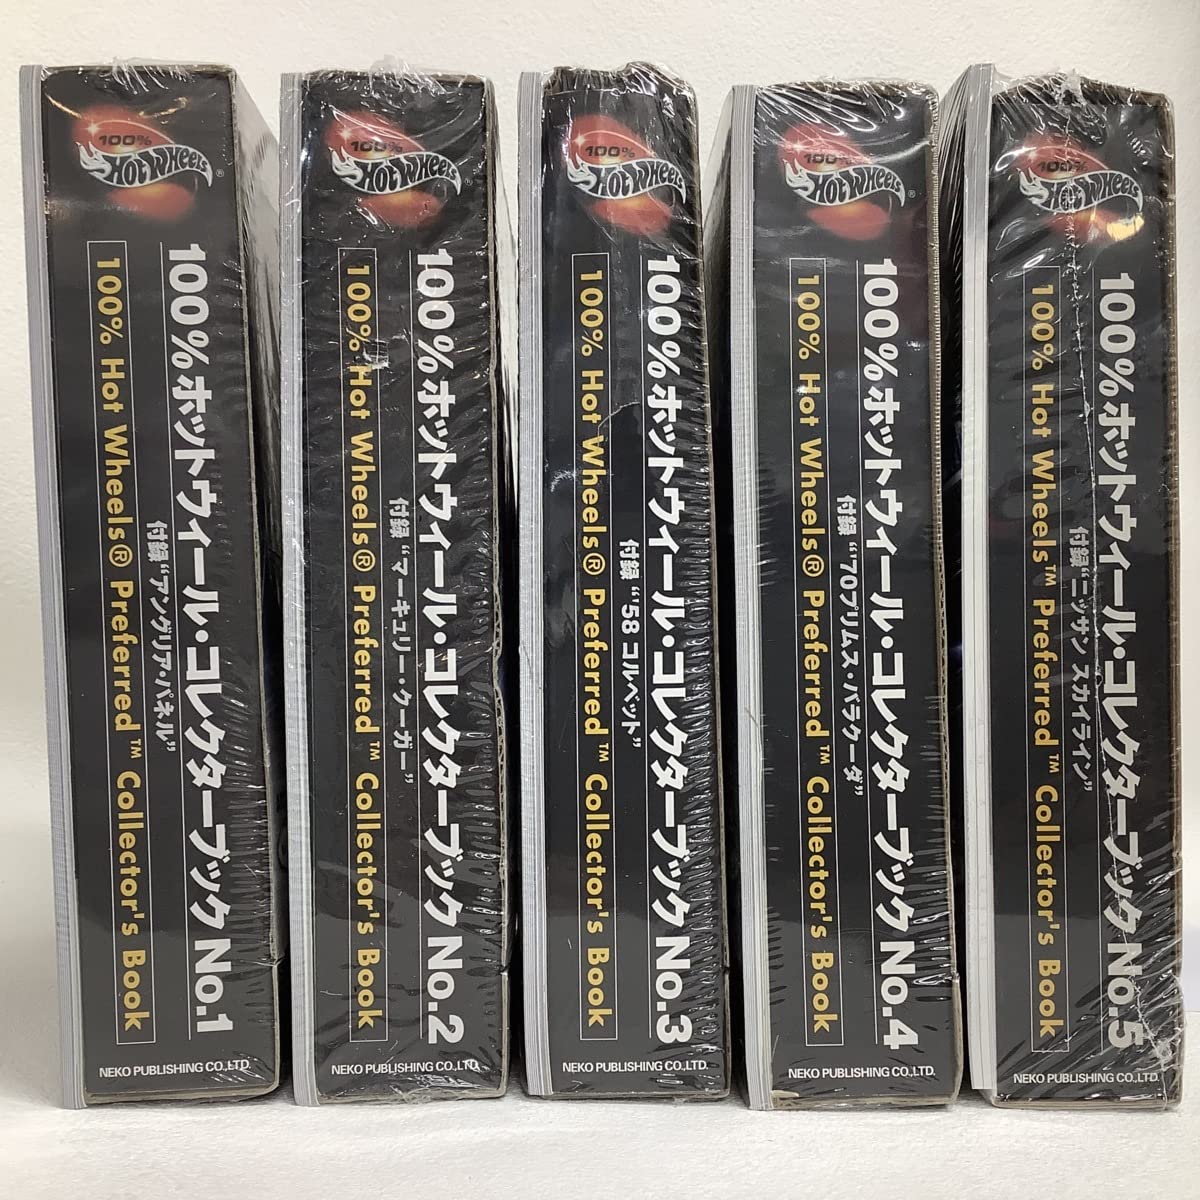 100%
HotWheels®
100%ホットウィール・コレクターブック No.1
付録“アングリア・パネル”
100% Hot Wheels® Preferred™ Collector's Book
NEKO PUBLISHING CO.,LTD.
100%
HotWheels®
100%ホットウィール・コレクターブック No.2
付録“マーキュリー・クーガー”
100% Hot Wheels® Preferred™ Collector's Book
NEKO PUBLISHING CO.,LTD.
100%
HotWheels
100%ホットウィール・コレクターブック No.3
付録“'58 コルベット”
100% Hot Wheels® Preferred™ Collector's Book
NEKO PUBLISHING CO.,LTD.
100%
HotWheels®
100%ホットウィール・コレクターブック No.4
付録“'70プリムス・バラクーダ”
100% Hot Wheels® Preferred™ Collector's Book
NEKO PUBLISHING CO.,LTD.
100%
HotWheels
100%ホットウィール・コレクターブック No.5
付録“ニッサン スカイライン”
100% Hot Wheels™ Preferred™ Collector's Book
NEKO PUBLISHING CO.,LTD.